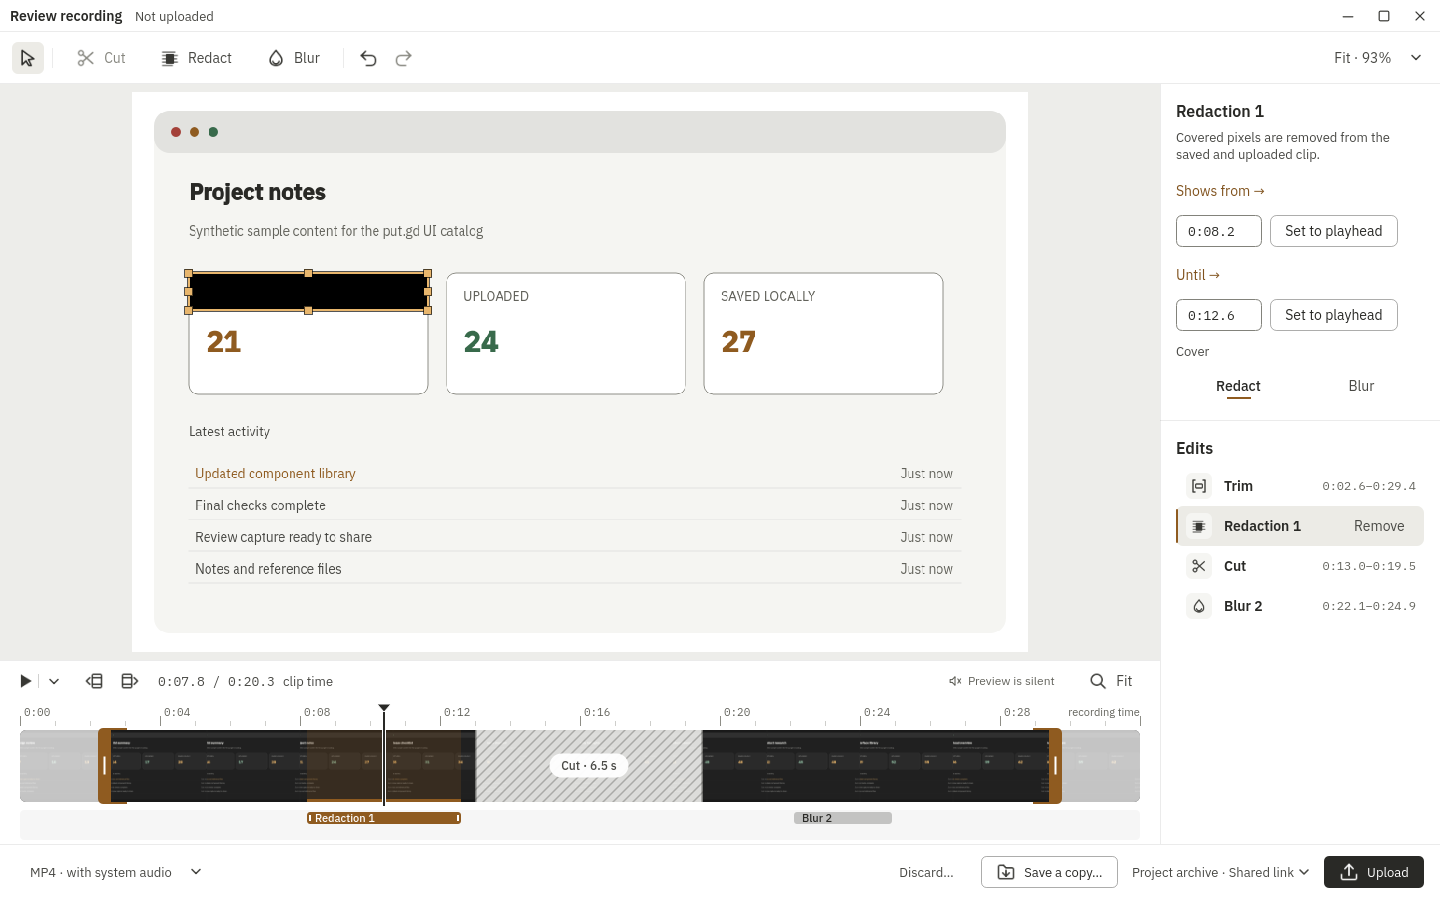 Review recording Not uploaded
Cut Redact Blur Fit · 93%
Project notes
Synthetic sample content for the put.gd UI catalog
21
UPLOADED
24
SAVED LOCALLY
27
Latest activity
Updated component library Just now
Final checks complete Just now
Review capture ready to share Just now
Notes and reference files Just now
Redaction 1
Covered pixels are removed from the
saved and uploaded clip.
Shows from →
0:08.2 Set to playhead
Until →
0:12.6 Set to playhead
Cover
Redact Blur
Edits
Trim 0:02.6–0:29.4
Redaction 1 Remove
Cut 0:13.0–0:19.5
Blur 2 0:22.1–0:24.9
0:07.8 / 0:20.3 clip time Preview is silent Fit
0:00 0:04 0:08 0:12 0:16 0:20 0:24 0:28 recording time
Cut · 6.5 s
Redaction 1 Blur 2
MP4 · with system audio Discard... Save a copy... Project archive · Shared link Upload